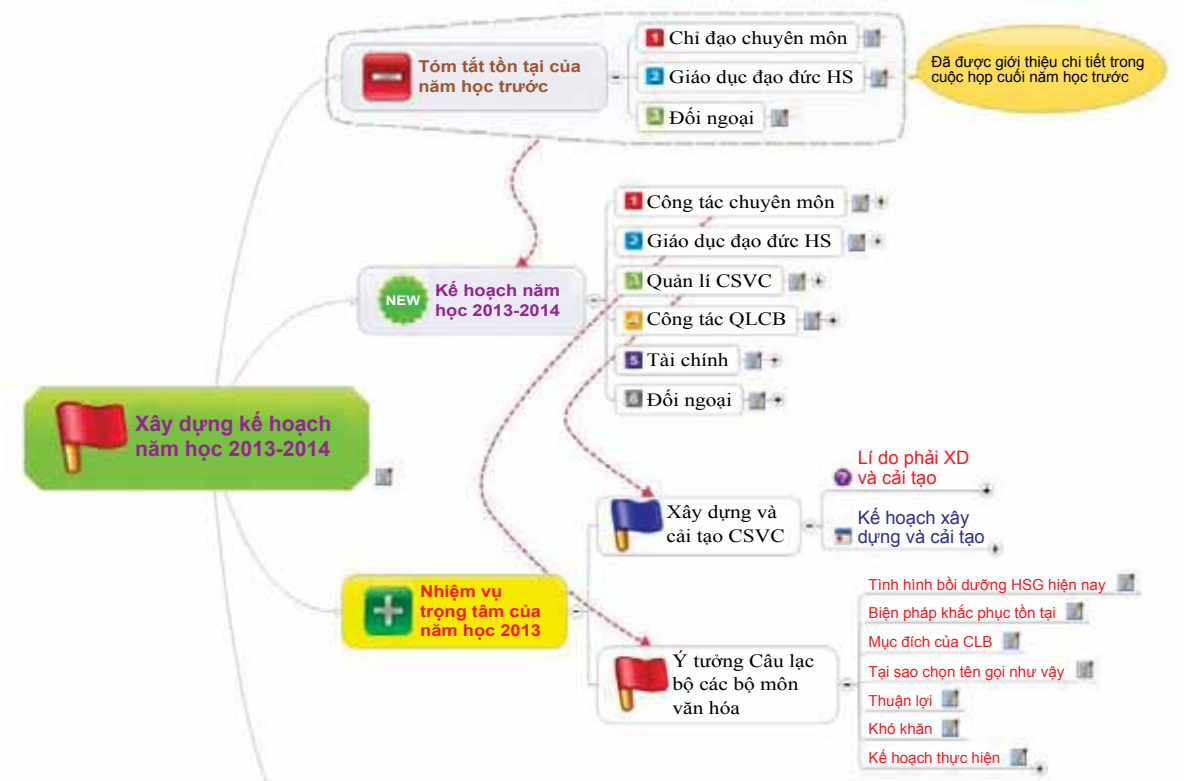 Tóm tắt tồn tại của
năm học trước
1 Chỉ đạo chuyên môn
2 Giáo dục đạo đức HS
3 Đối ngoại
Đã được giới thiệu chi tiết trong
cuộc họp cuối năm học trước
NEW
Kế hoạch năm
học 2013-2014
1 Công tác chuyên môn
2 Giáo dục đạo đức HS
3 Quản lí CSVC
4 Công tác QLCB
5 Tài chính
6 Đối ngoại
Xây dựng kế hoạch
năm học 2013-2014
Nhiệm vụ
trọng tâm của
năm học 2013
Xây dựng và
cải tạo CSVC
Lí do phải XD
và cải tạo
Kế hoạch xây
dựng và cải tạo
Ý tưởng Câu lạc
bộ các bộ môn
văn hóa
Tình hình bồi dưỡng HSG hiện nay
Biện pháp khắc phục tồn tại
Mục đích của CLB
Tại sao chọn tên gọi như vậy
Thuận lợi
Khó khăn
Kế hoạch thực hiện